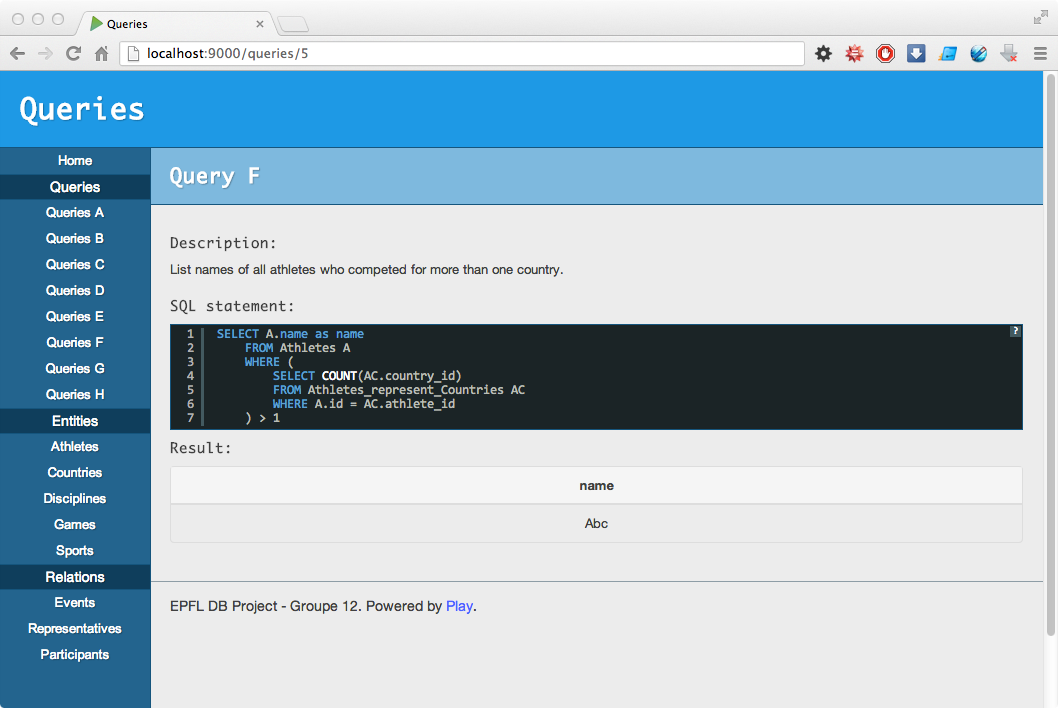 Queries
localhost:9000/queries/5
Queries
Home
Queries
Queries A
Queries B
Queries C
Queries D
Queries E
Queries F
Queries G
Queries H
Entities
Athletes
Countries
Disciplines
Games
Sports
Relations
Events
Representatives
Participants
Query F
Description:
List names of all athletes who competed for more than one country.
SQL statement:
?
1 SELECT A.name as name
2 FROM Athletes A
3 WHERE (
4 SELECT COUNT(AC.country_id)
5 FROM Athletes_represent_Countries AC
6 WHERE A.id = AC.athlete_id
7 ) > 1
Result:
name
Abc
EPFL DB Project - Groupe 12. Powered by Play.